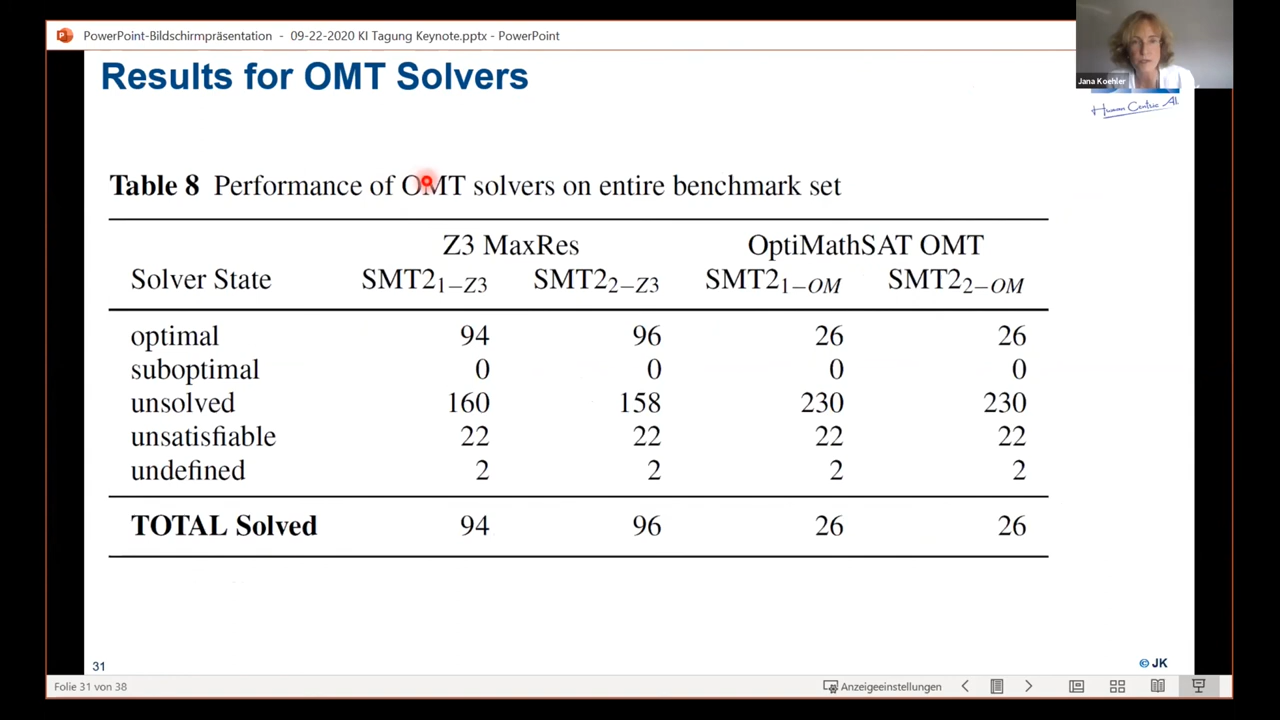 PowerPoint-Bildschirmpräsentation - 09-22-2020 KI Tagung Keynote.pptx - PowerPoint
Jana Koehler
Results for OMT Solvers
Human Centric AI
Table 8 Performance of OMT solvers on entire benchmark set
Z3 MaxRes OptiMathSAT OMT
Solver State SMT2₁₋Z3 SMT2₂₋Z3 SMT2₁₋OM SMT2₂₋OM
optimal 94 96 26 26
suboptimal 0 0 0 0
unsolved 160 158 230 230
unsatisfiable 22 22 22 22
undefined 2 2 2 2
TOTAL Solved 94 96 26 26
31
© JK
Folie 31 von 38
Anzeigeeinstellungen